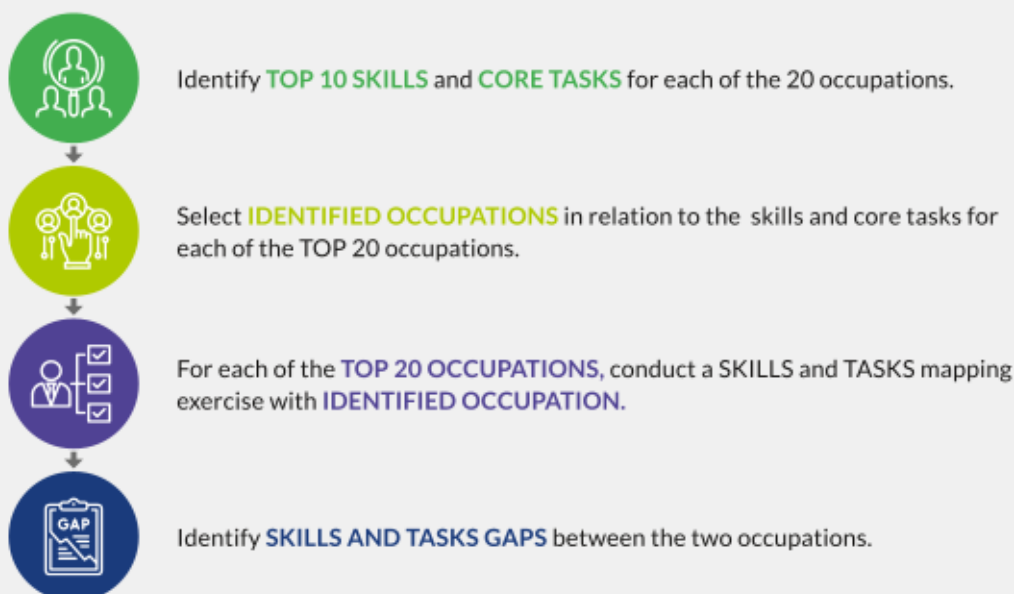 Identify TOP 10 SKILLS and CORE TASKS for each of the 20 occupations.
Select IDENTIFIED OCCUPATIONS in relation to the skills and core tasks for
each of the TOP 20 occupations.
For each of the TOP 20 OCCUPATIONS, conduct a SKILLS and TASKS mapping
exercise with IDENTIFIED OCCUPATION.
GAP
Identify SKILLS AND TASKS GAPS between the two occupations.